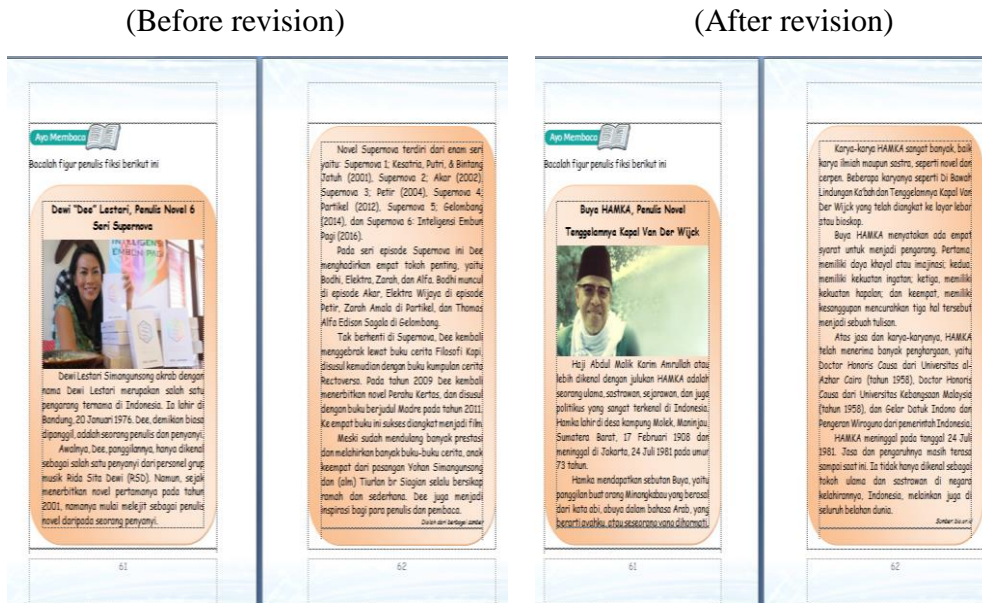 (Before revision)
Ayo Membaca
Bacalah figur penulis fiksi berikut ini
Dewi "Dee" Lestari, Penulis Novel 6
Seri Supernova
INTELIGENSI
EMBUN PAGI
Dewi Lestari Simangunsong akrab dengan
nama Dewi Lestari merupakan salah satu
pengarang ternama di Indonesia. Ia lahir di
Bandung, 20 Januari 1976. Dee, demikian biasa
dipanggil, adalah seorang penulis dan penyanyi.
Awalnya, Dee, panggilannya, hanya dikenal
sebagai salah satu penyanyi dari personel grup
musik Rida Sita Dewi (RSD). Namun, sejak
menerbitkan novel pertamanya pada tahun
2001, namanya mulai melejit sebagai penulis
novel daripada seorang penyanyi.
61
Novel Supernova terdiri dari enam seri
yaitu: Supernova 1; Kesatria, Putri, & Bintang
Jatuh (2001), Supernova 2; Akar (2002),
Supernova 3; Petir (2004), Supernova 4;
Partikel (2012), Supernova 5; Gelombang
(2014), dan Supernova 6: Inteligensi Embun
Pagi (2016).
Pada seri episode Supernova ini Dee
menghadirkan empat tokoh penting, yaitu
Bodhi, Elektra, Zarah, dan Alfa. Bodhi muncul
di episode Akar, Elektra Wijaya di episode
Petir, Zarah Amala di Partikel, dan Thomas
Alfa Edison Sagala di Gelombang.
Tak berhenti di Supernova, Dee kembali
menggebrak lewat buku cerita Filosofi Kopi,
disusul kemudian dengan buku kumpulan cerita
Rectoverso. Pada tahun 2009 Dee kembali
menerbitkan novel Perahu Kertas, dan disusul
dengan buku berjudul Madre pada tahun 2011.
Ke empat buku ini sukses diangkat menjadi film.
Meski sudah mendulang banyak prestasi
dan melahirkan banyak buku-buku cerita, anak
keempat dari pasangan Yohan Simangunsong
dan (alm) Tiurlan br Siagian selalu bersikap
ramah dan sederhana. Dee juga menjadi
inspirasi bagi para penulis dan pembaca.
Diolah dari berbagai sumber
62
(After revision)
Ayo Membaca
Bacalah figur penulis fiksi berikut ini
Buya HAMKA, Penulis Novel
Tenggelamnya Kapal Van Der Wijck
Haji Abdul Malik Karim Amrullah atau
lebih dikenal dengan julukan HAMKA adalah
seorang ulama, sastrawan, sejarawan, dan juga
politikus yang sangat terkenal di Indonesia.
Hamka lahir di desa kampung Molek, Maninjau,
Sumatera Barat, 17 Februari 1908 dan
meninggal di Jakarta, 24 Juli 1981 pada umur
73 tahun.
Hamka mendapatkan sebutan Buya, yaitu
panggilan buat orang Minangkabau yang berasal
dari kata abi, abuya dalam bahasa Arab, yang
berarti ayahku, atau seseorang yang dihormati.
61
Karya-karya HAMKA sangat banyak, baik
karya ilmiah maupun sastra, seperti novel dan
cerpen. Beberapa karyanya seperti Di Bawah
Lindungan Ka'bah dan Tenggelamnya Kapal Van
Der Wijck yang telah diangkat ke layar lebar
atau bioskop.
Buya HAMKA menyatakan ada empat
syarat untuk menjadi pengarang. Pertama,
memiliki daya khayal atau imajinasi; kedua,
memiliki kekuatan ingatan; ketiga, memiliki
kekuatan hapalan; dan keempat, memiliki
kesanggupan mencurahkan tiga hal tersebut
menjadi sebuah tulisan.
Atas jasa dan karya-karyanya, HAMKA
telah menerima banyak penghargaan, yaitu
Doctor Honoris Causa dari Universitas al-
Azhar Cairo (tahun 1958), Doctor Honoris
Causa dari Universitas Kebangsaan Malaysia
(tahun 1958), dan Gelar Datuk Indono dan
Pengeran Wiroguno dari pemerintah Indonesia.
HAMKA meninggal pada tanggal 24 Juli
1981. Jasa dan pengaruhnya masih terasa
sampai saat ini. Ia tidak hanya dikenal sebagai
tokoh ulama dan sastrawan di negara
kelahirannya, Indonesia, melainkan juga di
seluruh belahan dunia.
62